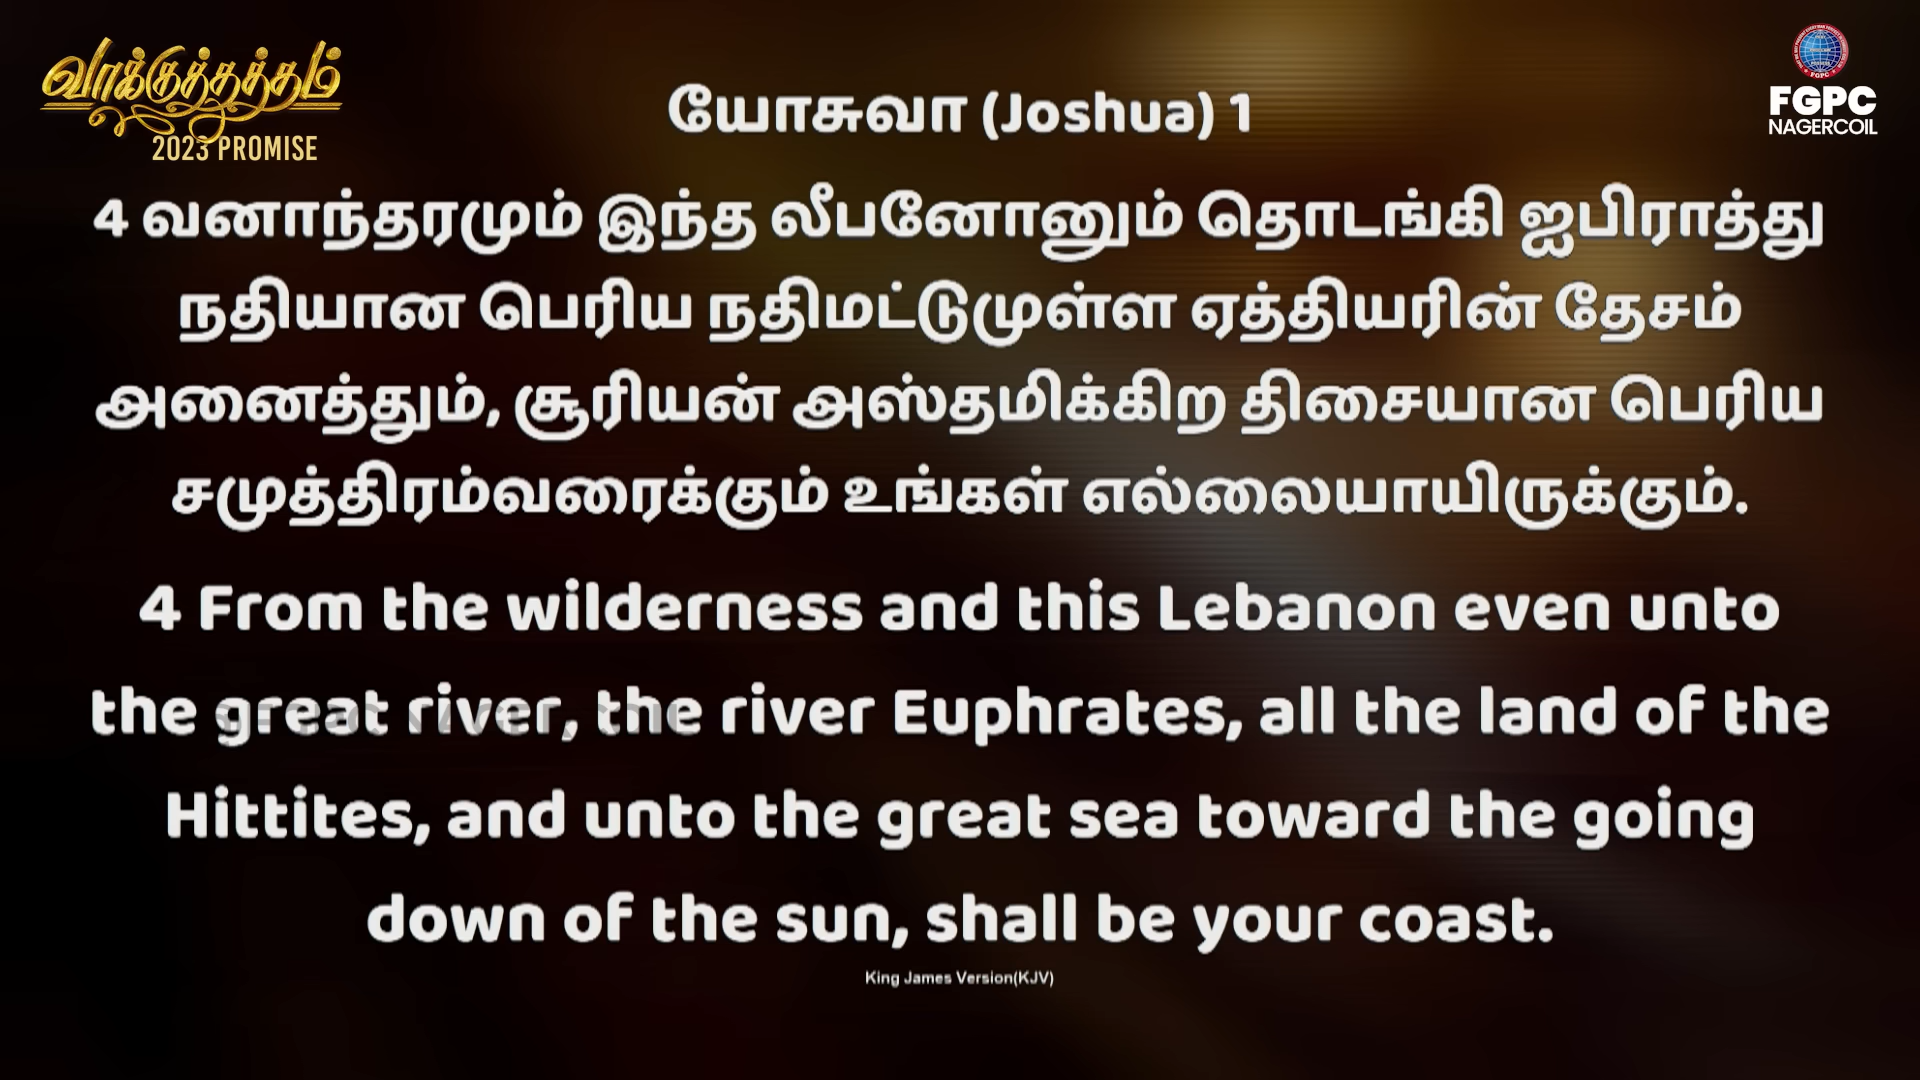 வாக்குத்தத்தம்
2023 PROMISE
FGPC
NAGERCOIL
யோசுவா (Joshua) 1
4 வனாந்தரமும் இந்த லீபனோனும் தொடங்கி ஐபிராத்து
நதியான பெரிய நதிமட்டுமுள்ள ஏத்தியரின் தேசம்
அனைத்தும், சூரியன் அஸ்தமிக்கிற திசையான பெரிய
சமுத்திரம்வரைக்கும் உங்கள் எல்லையாயிருக்கும்.
4 From the wilderness and this Lebanon even unto
the great river, the river Euphrates, all the land of the
Hittites, and unto the great sea toward the going
down of the sun, shall be your coast.
King James Version(KJV)